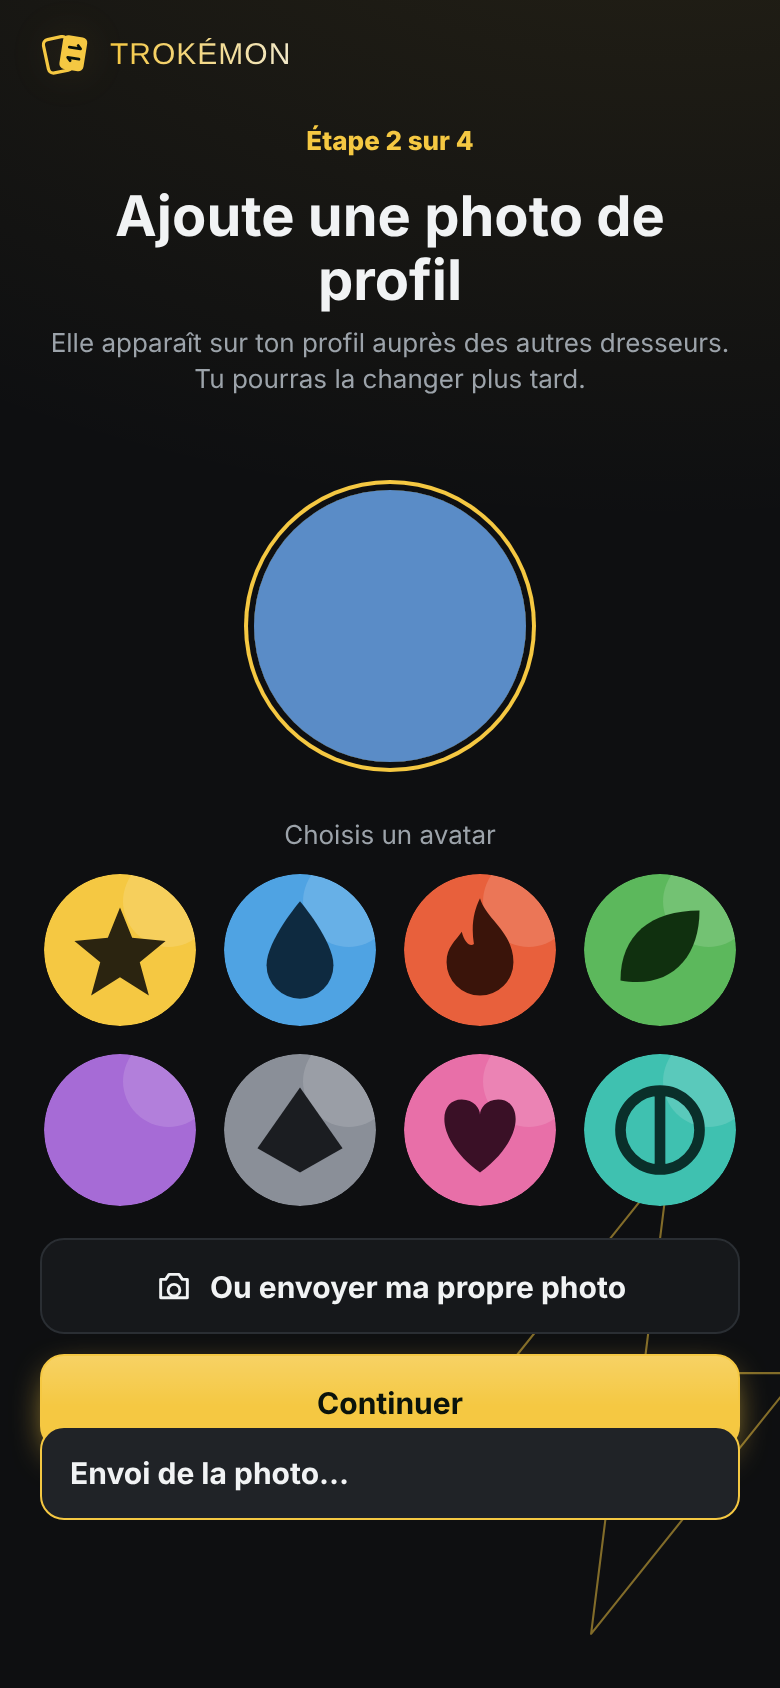 TROKÉMON
Étape 2 sur 4
Ajoute une photo de
profil
Elle apparaît sur ton profil auprès des autres dresseurs.
Tu pourras la changer plus tard.
Choisis un avatar
Ou envoyer ma propre photo
Continuer
Envoi de la photo…